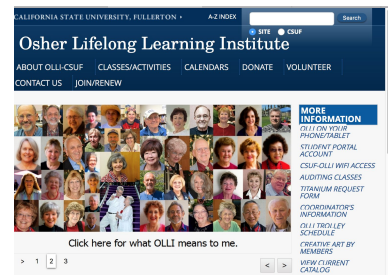 CALIFORNIA STATE UNIVERSITY, FULLERTON
A-Z INDEX
Search
SITE CSUF
Osher Lifelong Learning Institute
ABOUT OLLI-CSUF CLASSES/ACTIVITIES CALENDARS DONATE VOLUNTEER
CONTACT US JOIN/RENEW
MORE
INFORMATION
OLLI ON YOUR
PHONE/TABLET
STUDENT PORTAL
ACCOUNT
CSUF-OLLI WIFI ACCESS
AUDITING CLASSES
TITANIUM REQUEST
FORM
COORDINATOR'S
INFORMATION
OLLI TROLLEY
SCHEDULE
CREATIVE ART BY
MEMBERS
VIEW CURRENT
CATALOG
Click here for what OLLI means to me.
> 1 2 3 < >